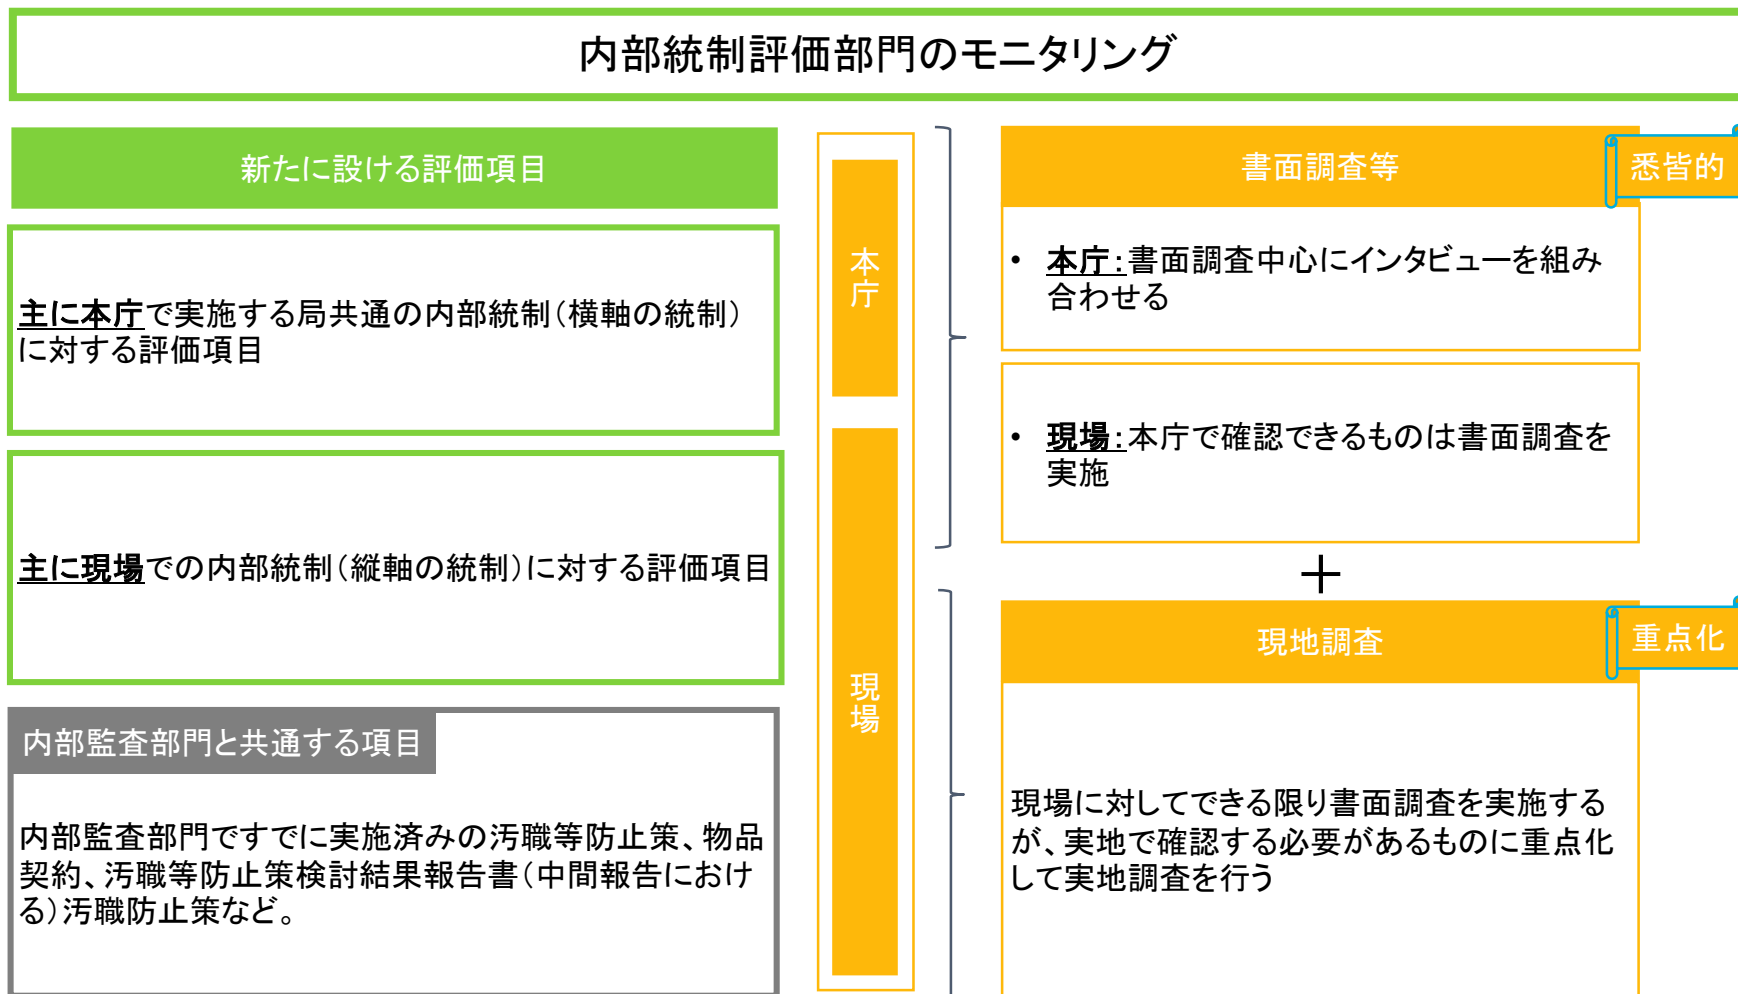 内部統制評価部門のモニタリング
新たに設ける評価項目
主に本庁で実施する局共通の内部統制（横軸の統制）
に対する評価項目
主に現場での内部統制（縦軸の統制）に対する評価項目
内部監査部門と共通する項目
内部監査部門ですでに実施済みの汚職等防止策、物品
契約、汚職等防止策検討結果報告書（中間報告におけ
る）汚職防止策など。
本庁
現場
書面調査等
悉皆的
• 本庁：書面調査中心にインタビューを組み
合わせる
• 現場：本庁で確認できるものは書面調査を
実施
＋
現地調査
重点化
現場に対してできる限り書面調査を実施する
が、実地で確認する必要があるものに重点化
して実地調査を行う